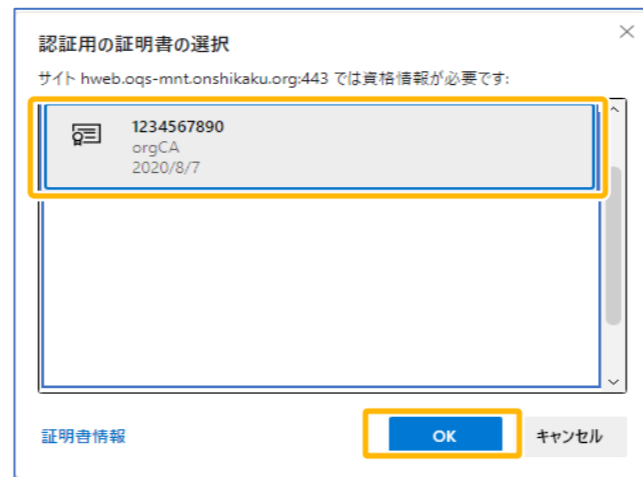 認証用の証明書の選択
サイト hweb.oqs-mnt.onshikaku.org:443 では資格情報が必要です:
1234567890
orgCA
2020/8/7
証明書情報
OK
キャンセル